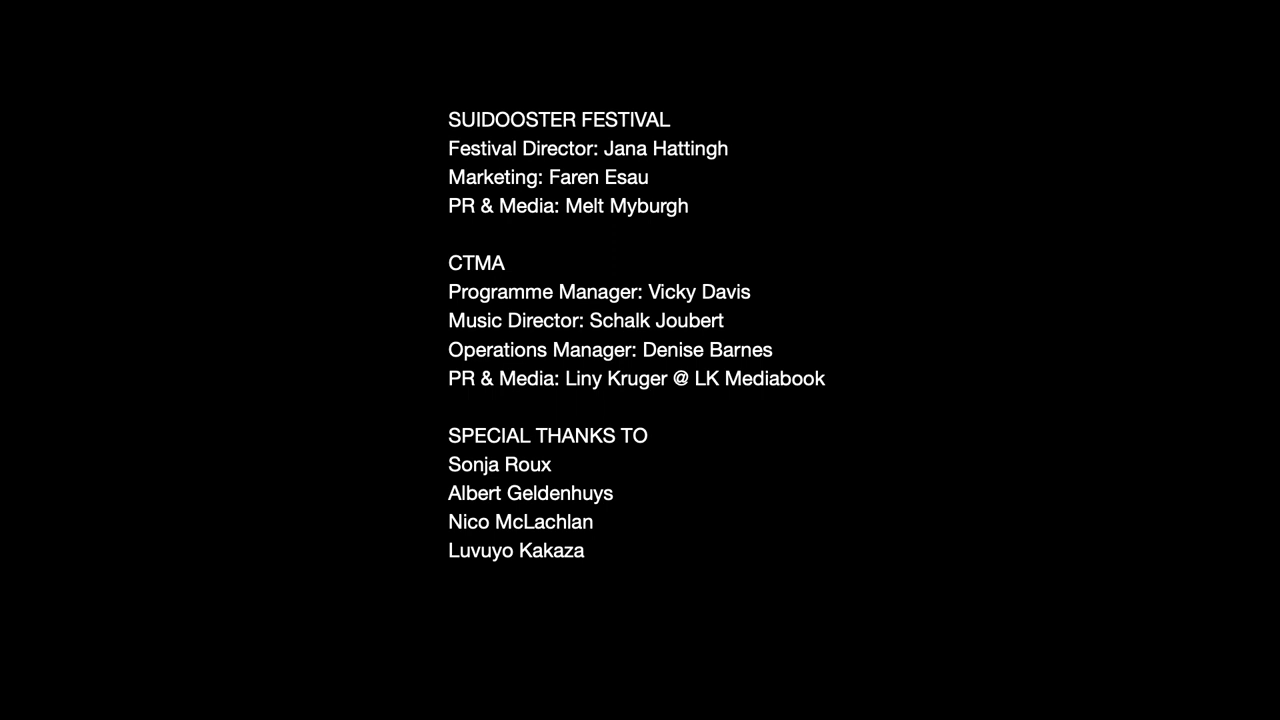 SUIDOOSTER FESTIVAL
Festival Director: Jana Hattingh
Marketing: Faren Esau
PR & Media: Melt Myburgh
CTMA
Programme Manager: Vicky Davis
Music Director: Schalk Joubert
Operations Manager: Denise Barnes
PR & Media: Liny Kruger @ LK Mediabook
SPECIAL THANKS TO
Sonja Roux
Albert Geldenhuys
Nico McLachlan
Luvuyo Kakaza